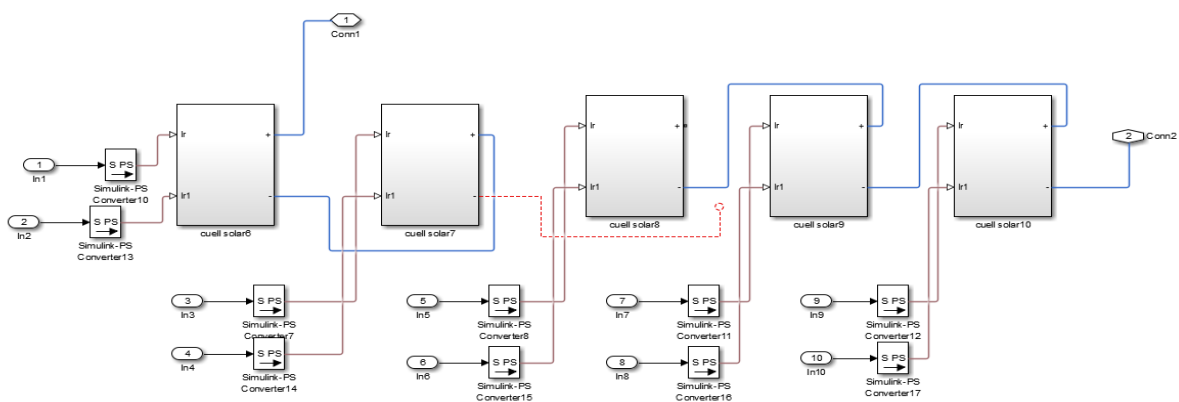 1
Conn1
Ir
+
Ir1
-
cuell solar6
Ir
+
Ir1
-
cuell solar7
Ir
+
Ir1
-
cuell solar8
Ir
+
Ir1
-
cuell solar9
Ir
+
Ir1
-
cuell solar10
2
Conn2
1
In1
S PS
Simulink-PS
Converter10
2
In2
S PS
Simulink-PS
Converter13
3
In3
S PS
Simulink-PS
Converter7
4
In4
S PS
Simulink-PS
Converter14
5
In5
S PS
Simulink-PS
Converter8
6
In6
S PS
Simulink-PS
Converter15
7
In7
S PS
Simulink-PS
Converter11
8
In8
S PS
Simulink-PS
Converter16
9
In9
S PS
Simulink-PS
Converter12
10
In10
S PS
Simulink-PS
Converter17